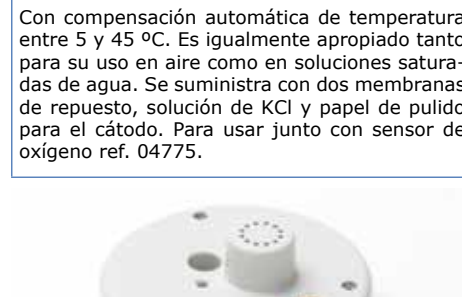 Con compensación automática de temperatura
entre 5 y 45 ºC. Es igualmente apropiado tanto
para su uso en aire como en soluciones satura-
das de agua. Se suministra con dos membranas
de repuesto, solución de KCl y papel de pulido
para el cátodo. Para usar junto con sensor de
oxígeno ref. 04775.